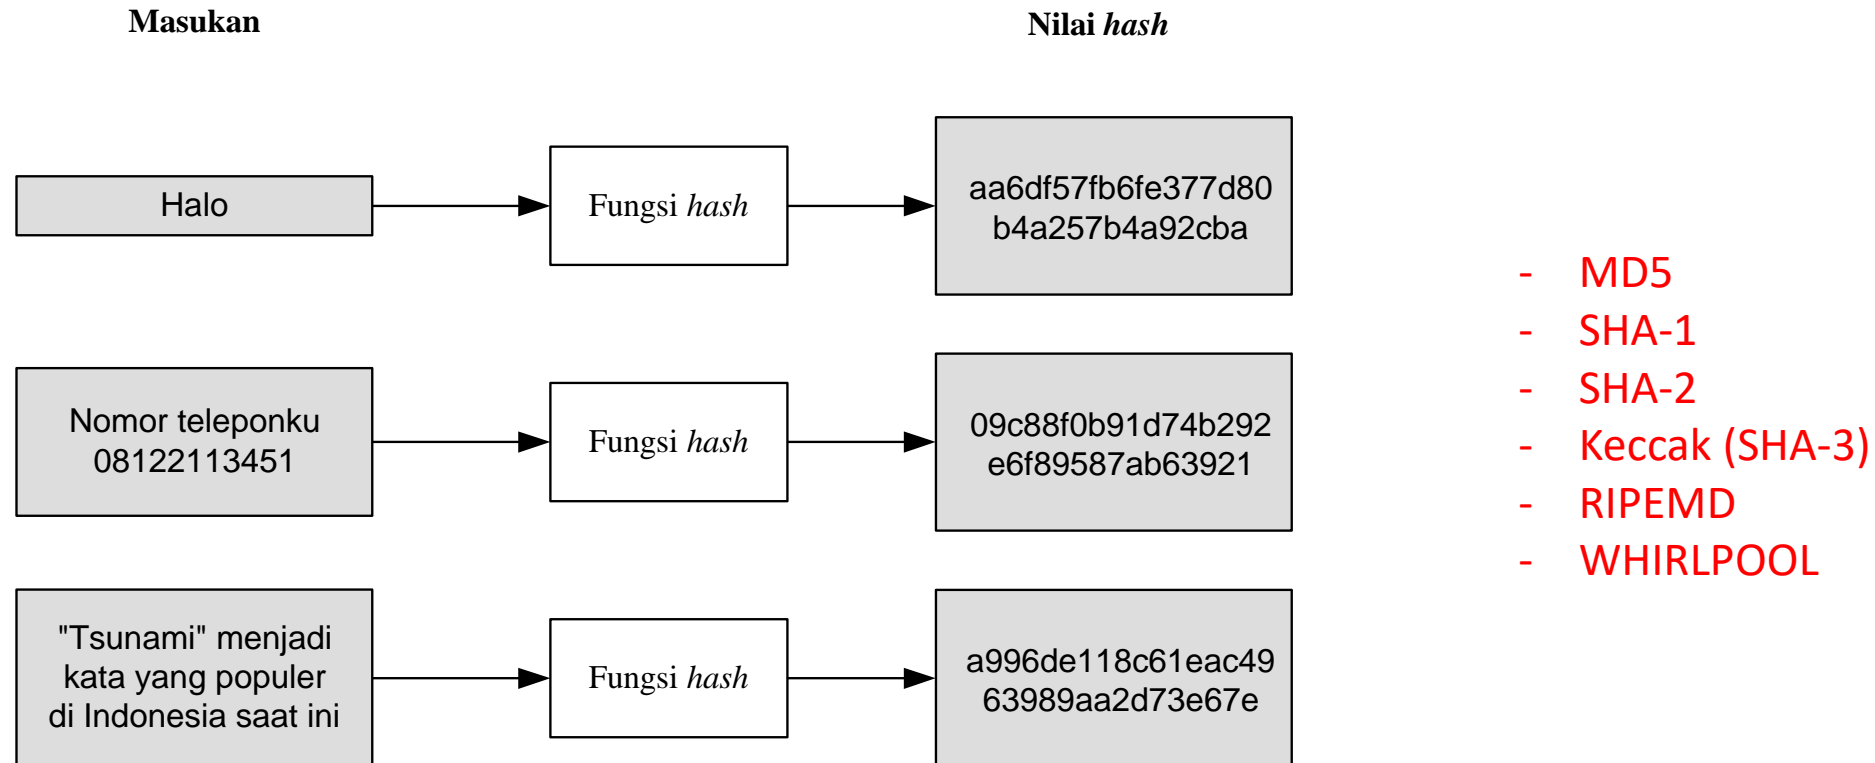 Masukan
Nilai hash
Halo
Fungsi hash
aa6df57fb6fe377d80
b4a257b4a92cba
Nomor teleponku
08122113451
Fungsi hash
09c88f0b91d74b292
e6f89587ab63921
"Tsunami" menjadi
kata yang populer
di Indonesia saat ini
Fungsi hash
a996de118c61eac49
63989aa2d73e67e
- MD5
- SHA-1
- SHA-2
- Keccak (SHA-3)
- RIPEMD
- WHIRLPOOL